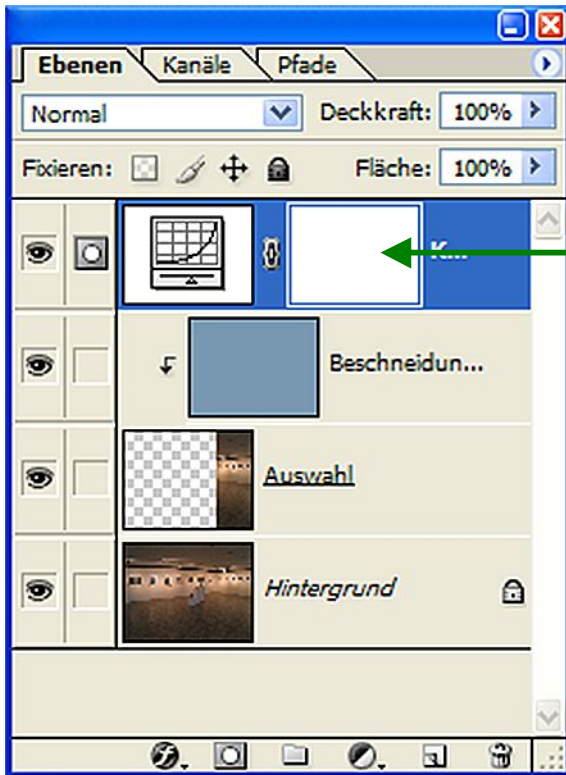 Ebenen Kanäle Pfade
Normal Deckkraft: 100%
Fixieren: Fläche: 100%
K...
Beschneidun...
Auswahl
Hintergrund